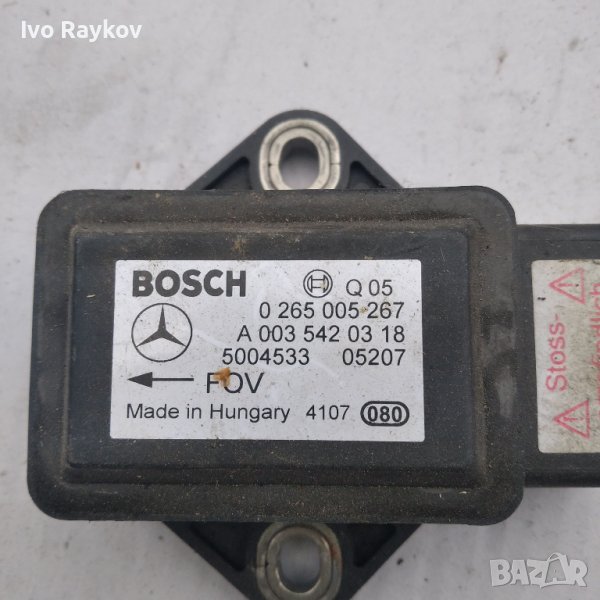 Ivo Raykov
BOSCH Q 05
0 265 005 267
A 003 542 03 18
5004533 05207
FOV
Made in Hungary 4107 080
Stoss-
BAZAR